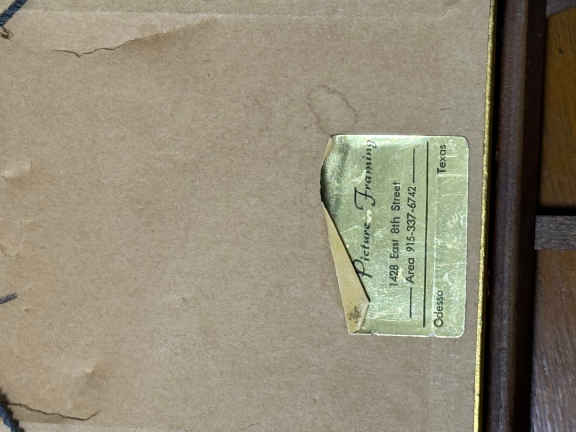 Picture Framing
1428 East 8th Street
Area 915-337-6742
Odessa Texas